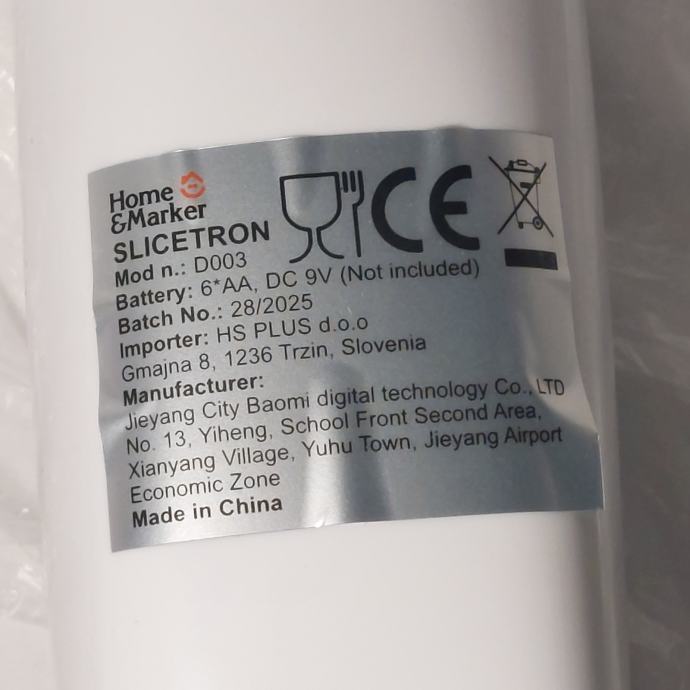 Home
&Marker
SLICETRON
CE
Mod n.: D003
Battery: 6*AA, DC 9V (Not included)
Batch No.: 28/2025
Importer: HS PLUS d.o.o
Gmajna 8, 1236 Trzin, Slovenia
Manufacturer:
Jieyang City Baomi digital technology Co., LTD
No. 13, Yiheng, School Front Second Area,
Xianyang Village, Yuhu Town, Jieyang Airport
Economic Zone
Made in China